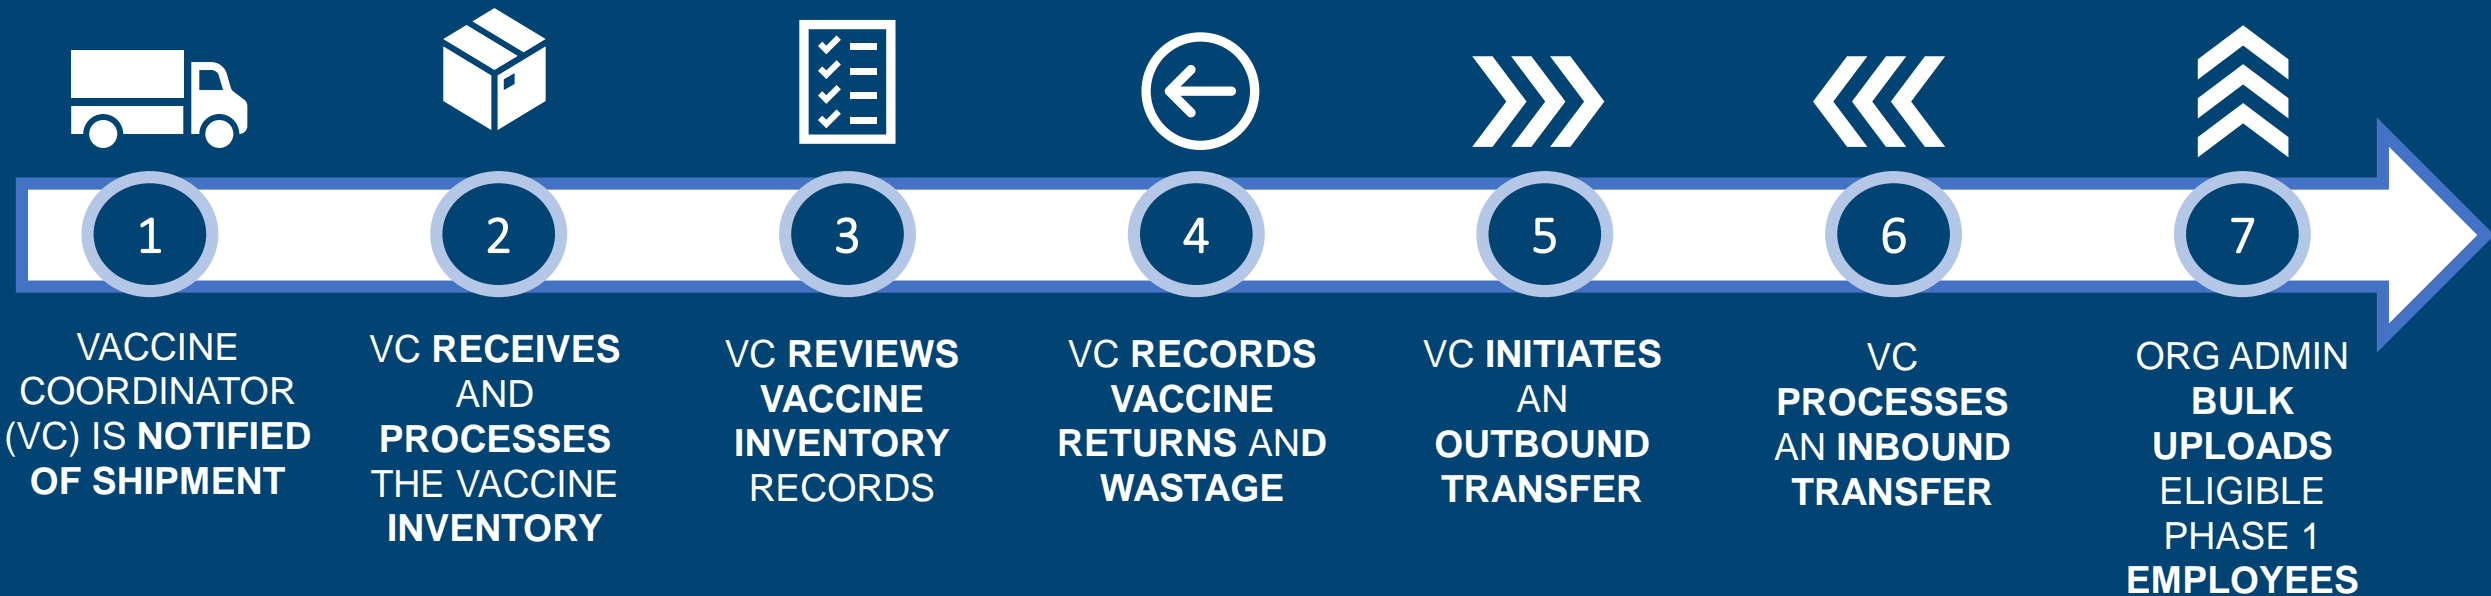 1
VACCINE
COORDINATOR
(VC) IS NOTIFIED
OF SHIPMENT
2
VC RECEIVES
AND
PROCESSES
THE VACCINE
INVENTORY
3
VC REVIEWS
VACCINE
INVENTORY
RECORDS
4
VC RECORDS
VACCINE
RETURNS AND
WASTAGE
5
VC INITIATES
AN
OUTBOUND
TRANSFER
6
VC
PROCESSES
AN INBOUND
TRANSFER
7
ORG ADMIN
BULK
UPLOADS
ELIGIBLE
PHASE 1
EMPLOYEES